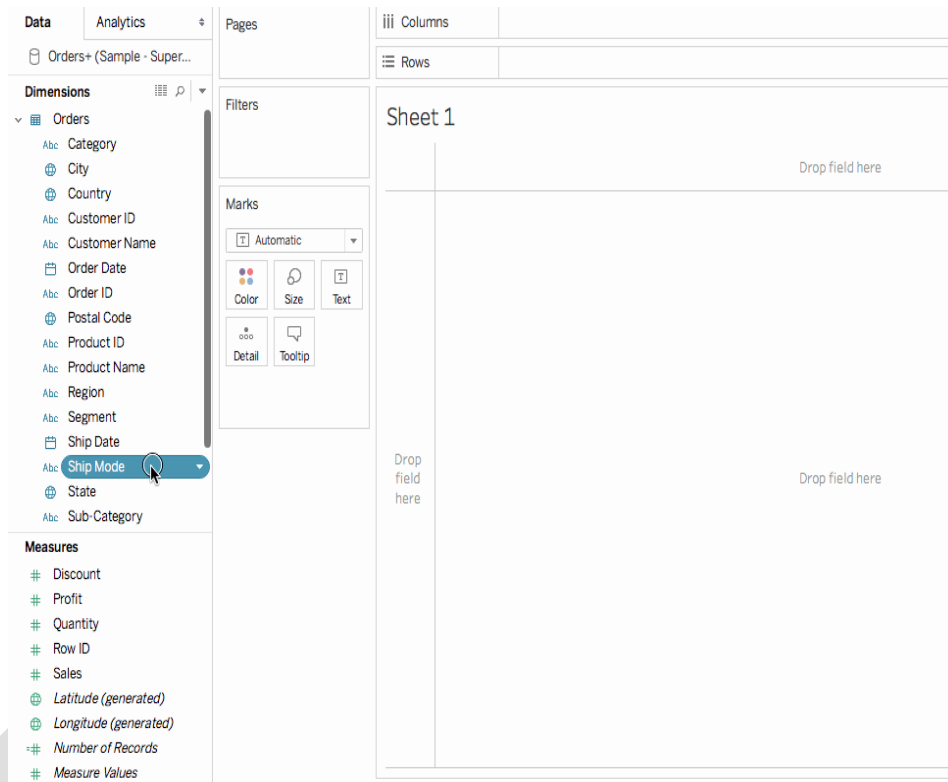 Data
Analytics
Orders+ (Sample - Super...
Dimensions
Orders
Abc Category
City
Country
Abc Customer ID
Abc Customer Name
Order Date
Abc Order ID
Postal Code
Abc Product ID
Abc Product Name
Abc Region
Abc Segment
Ship Date
Abc Ship Mode
State
Abc Sub-Category
Measures
# Discount
# Profit
# Quantity
# Row ID
# Sales
Latitude (generated)
Longitude (generated)
=# Number of Records
# Measure Values
Pages
Filters
Marks
T Automatic
Color
Size
T
Text
Detail
Tooltip
iii Columns
Rows
Sheet 1
Drop field here
Drop
field
here
Drop field here